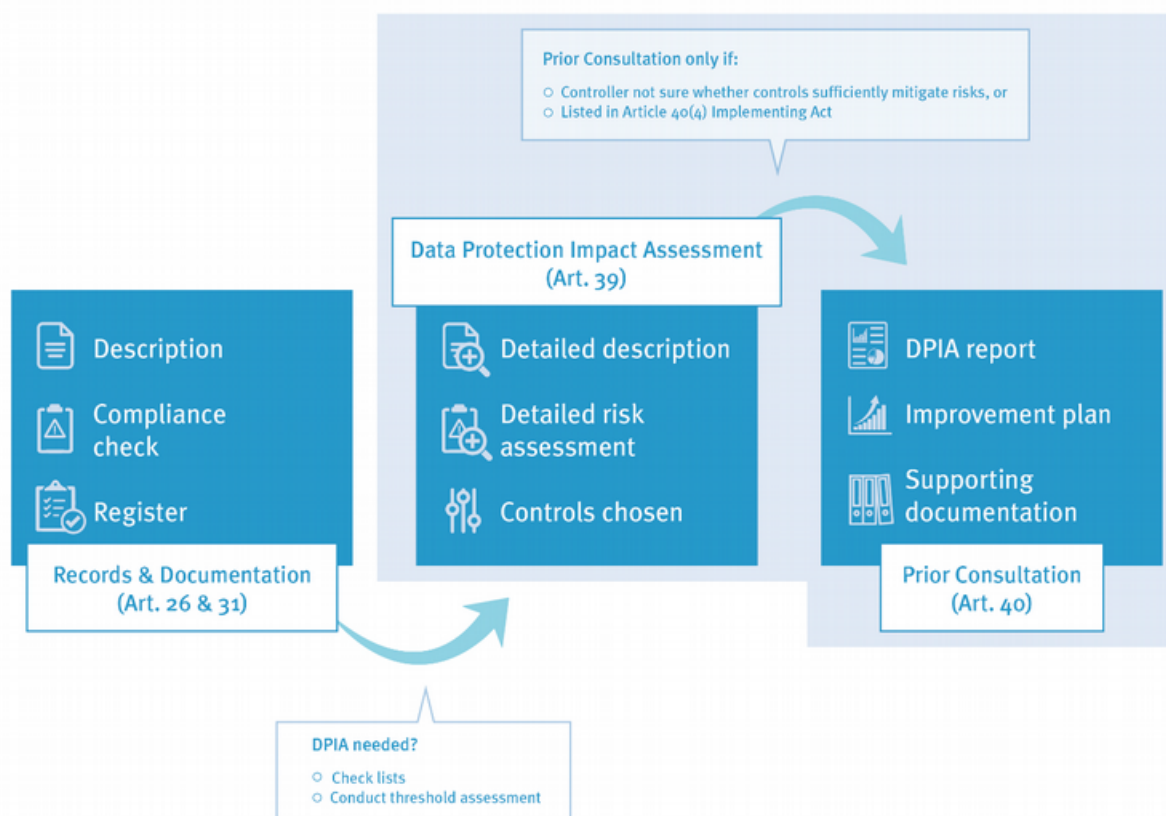 Prior Consultation only if:
Controller not sure whether controls sufficiently mitigate risks, or
Listed in Article 40(4) Implementing Act
Data Protection Impact Assessment
(Art. 39)
Description
Compliance
check
Register
Records & Documentation
(Art. 26 & 31)
Detailed description
Detailed risk
assessment
Controls chosen
DPIA report
Improvement plan
Supporting
documentation
Prior Consultation
(Art. 40)
DPIA needed?
Check lists
Conduct threshold assessment